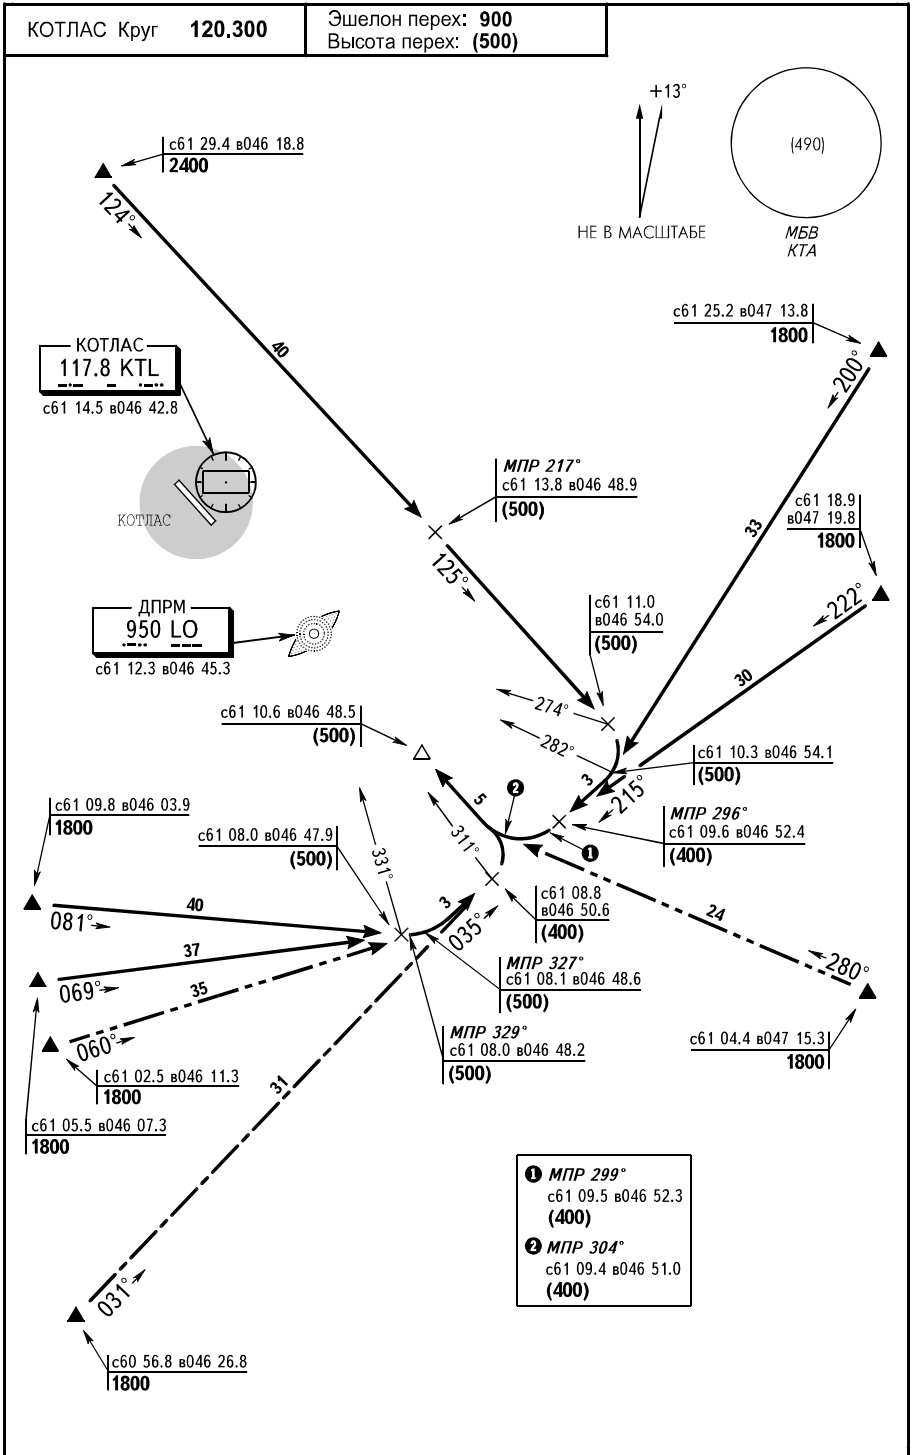 КОТЛАС Круг 120.300
Эшелон перех: 900
Высота перех: (500)
+13°
НЕ В МАСШТАБЕ
(490)
МБВ
КТА
с61 29.4 в046 18.8
2400
124°
40
с61 25.2 в047 13.8
1800
200°
33
КОТЛАС
117.8 KTL
с61 14.5 в046 42.8
КОТЛАС
МПР 217°
с61 13.8 в046 48.9
(500)
125°
с61 18.9
в047 19.8
1800
222°
30
ДПРМ
950 LO
с61 12.3 в046 45.3
с61 11.0
в046 54.0
(500)
274°
282°
с61 10.6 в046 48.5
(500)
с61 10.3 в046 54.1
(500)
3
215°
5
2
311°
МПР 296°
с61 09.6 в046 52.4
(400)
1
с61 09.8 в046 03.9
1800
с61 08.0 в046 47.9
(500)
331°
40
081°
3
035°
с61 08.8
в046 50.6
(400)
24
280°
37
069°
35
060°
МПР 327°
с61 08.1 в046 48.6
(500)
МПР 329°
с61 08.0 в046 48.2
(500)
с61 04.4 в047 15.3
1800
с61 02.5 в046 11.3
1800
31
с61 05.5 в046 07.3
1800
1 МПР 299°
с61 09.5 в046 52.3
(400)
2 МПР 304°
с61 09.4 в046 51.0
(400)
031°
с60 56.8 в046 26.8
1800